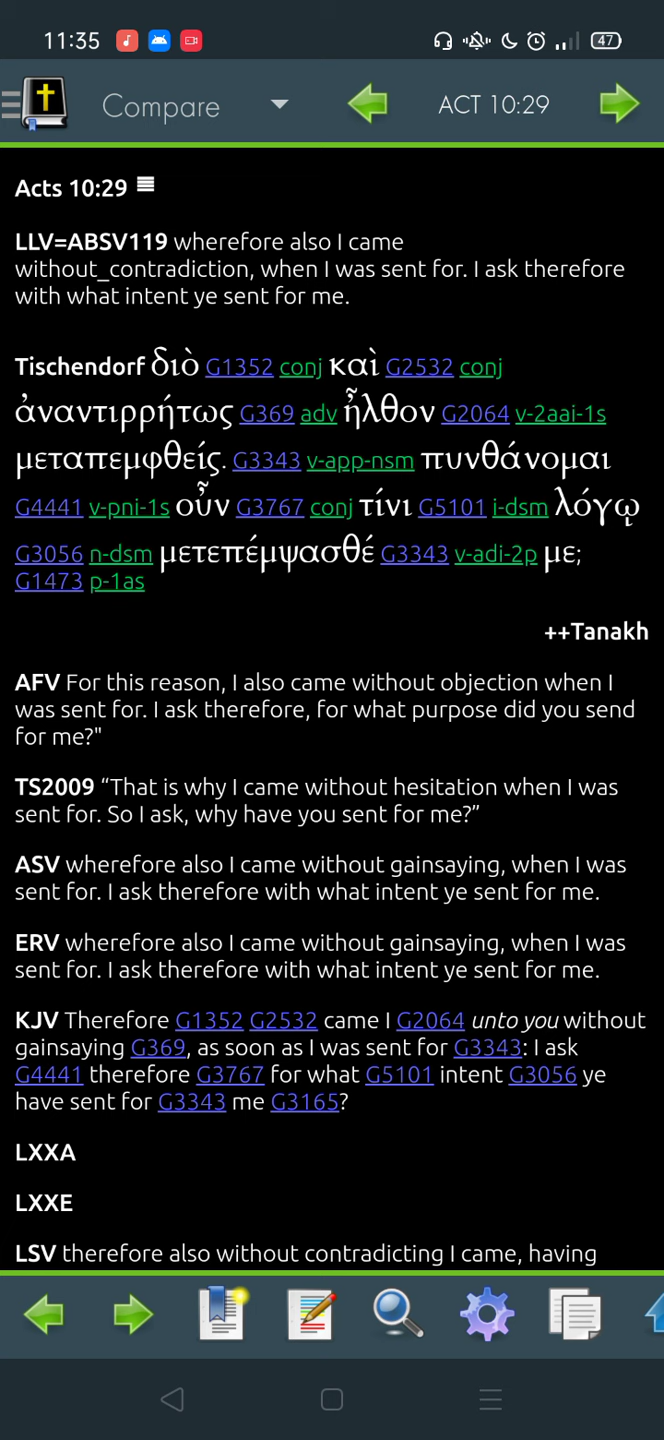 11:35
47
Compare
ACT 10:29
Acts 10:29
LLV=ABSV119 wherefore also I came
without_contradiction, when I was sent for. I ask therefore
with what intent ye sent for me.
Tischendorf διὸ G1352 conj καὶ G2532 conj
ἀναντιρρήτως G369 adv ἦλθον G2064 v-2aai-1s
μεταπεμφθείς. G3343 v-app-nsm πυνθάνομαι
G4441 v-pni-1s οὖν G3767 conj τίνι G5101 i-dsm λόγῳ
G3056 n-dsm μετεπέμψασθέ G3343 v-adi-2p με;
G1473 p-1as
++Tanakh
AFV For this reason, I also came without objection when I
was sent for. I ask therefore, for what purpose did you send
for me?"
TS2009 “That is why I came without hesitation when I was
sent for. So I ask, why have you sent for me?”
ASV wherefore also I came without gainsaying, when I was
sent for. I ask therefore with what intent ye sent for me.
ERV wherefore also I came without gainsaying, when I was
sent for. I ask therefore with what intent ye sent for me.
KJV Therefore G1352 G2532 came I G2064 unto you without
gainsaying G369, as soon as I was sent for G3343: I ask
G4441 therefore G3767 for what G5101 intent G3056 ye
have sent for G3343 me G3165?
LXXA
LXXE
LSV therefore also without contradicting I came, having